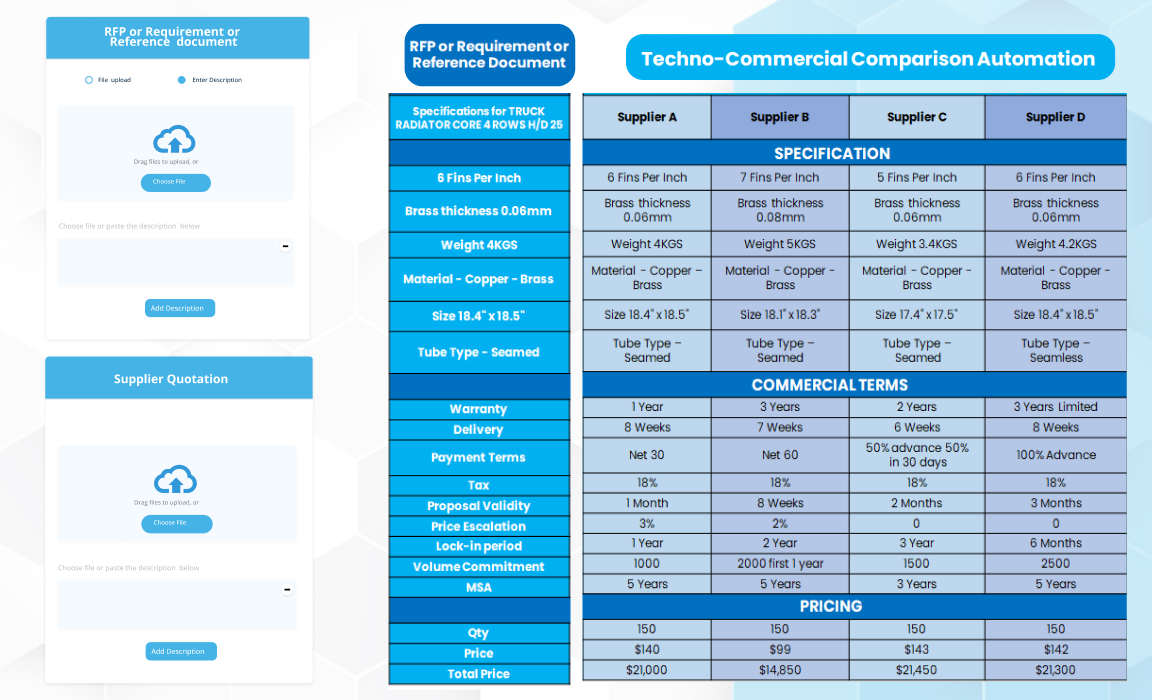 RFP or Requirement or
Reference document
File upload
Enter Description
Drag files to upload, or
Choose File
Choose file or paste the description below
Add Description
Supplier Quotation
Drag files to upload, or
Choose File
Choose file or paste the description below
Add Description
RFP or Requirement or
Reference Document
Techno-Commercial Comparison Automation
Specifications for TRUCK
RADIATOR CORE 4 ROWS H/D 25
Supplier A
Supplier B
Supplier C
Supplier D
SPECIFICATION
6 Fins Per Inch
6 Fins Per Inch
7 Fins Per Inch
5 Fins Per Inch
6 Fins Per Inch
Brass thickness 0.06mm
Brass thickness
0.06mm
Brass thickness
0.08mm
Brass thickness
0.06mm
Brass thickness
0.06mm
Weight 4KGS
Weight 4KGS
Weight 5KGS
Weight 3.4KGS
Weight 4.2KGS
Material - Copper - Brass
Material - Copper –
Brass
Material - Copper -
Brass
Material - Copper -
Brass
Material - Copper -
Brass
Size 18.4" x 18.5"
Size 18.4" x 18.5"
Size 18.1" x 18.3"
Size 17.4" x 17.5"
Size 18.4" x 18.5"
Tube Type - Seamed
Tube Type –
Seamed
Tube Type –
Seamed
Tube Type –
Seamed
Tube Type –
Seamless
COMMERCIAL TERMS
Warranty
1 Year
3 Years
2 Years
3 Years Limited
Delivery
8 Weeks
7 Weeks
6 Weeks
8 Weeks
Payment Terms
Net 30
Net 60
50% advance 50%
in 30 days
100% Advance
Tax
18%
18%
18%
18%
Proposal Validity
1 Month
8 Weeks
2 Months
3 Months
Price Escalation
3%
2%
0
0
Lock-in period
1 Year
2 Year
3 Year
6 Months
Volume Commitment
1000
2000 first 1 year
1500
2500
MSA
5 Years
5 Years
3 Years
5 Years
PRICING
Qty
150
150
150
150
Price
$140
$99
$143
$142
Total Price
$21,000
$14,850
$21,450
$21,300